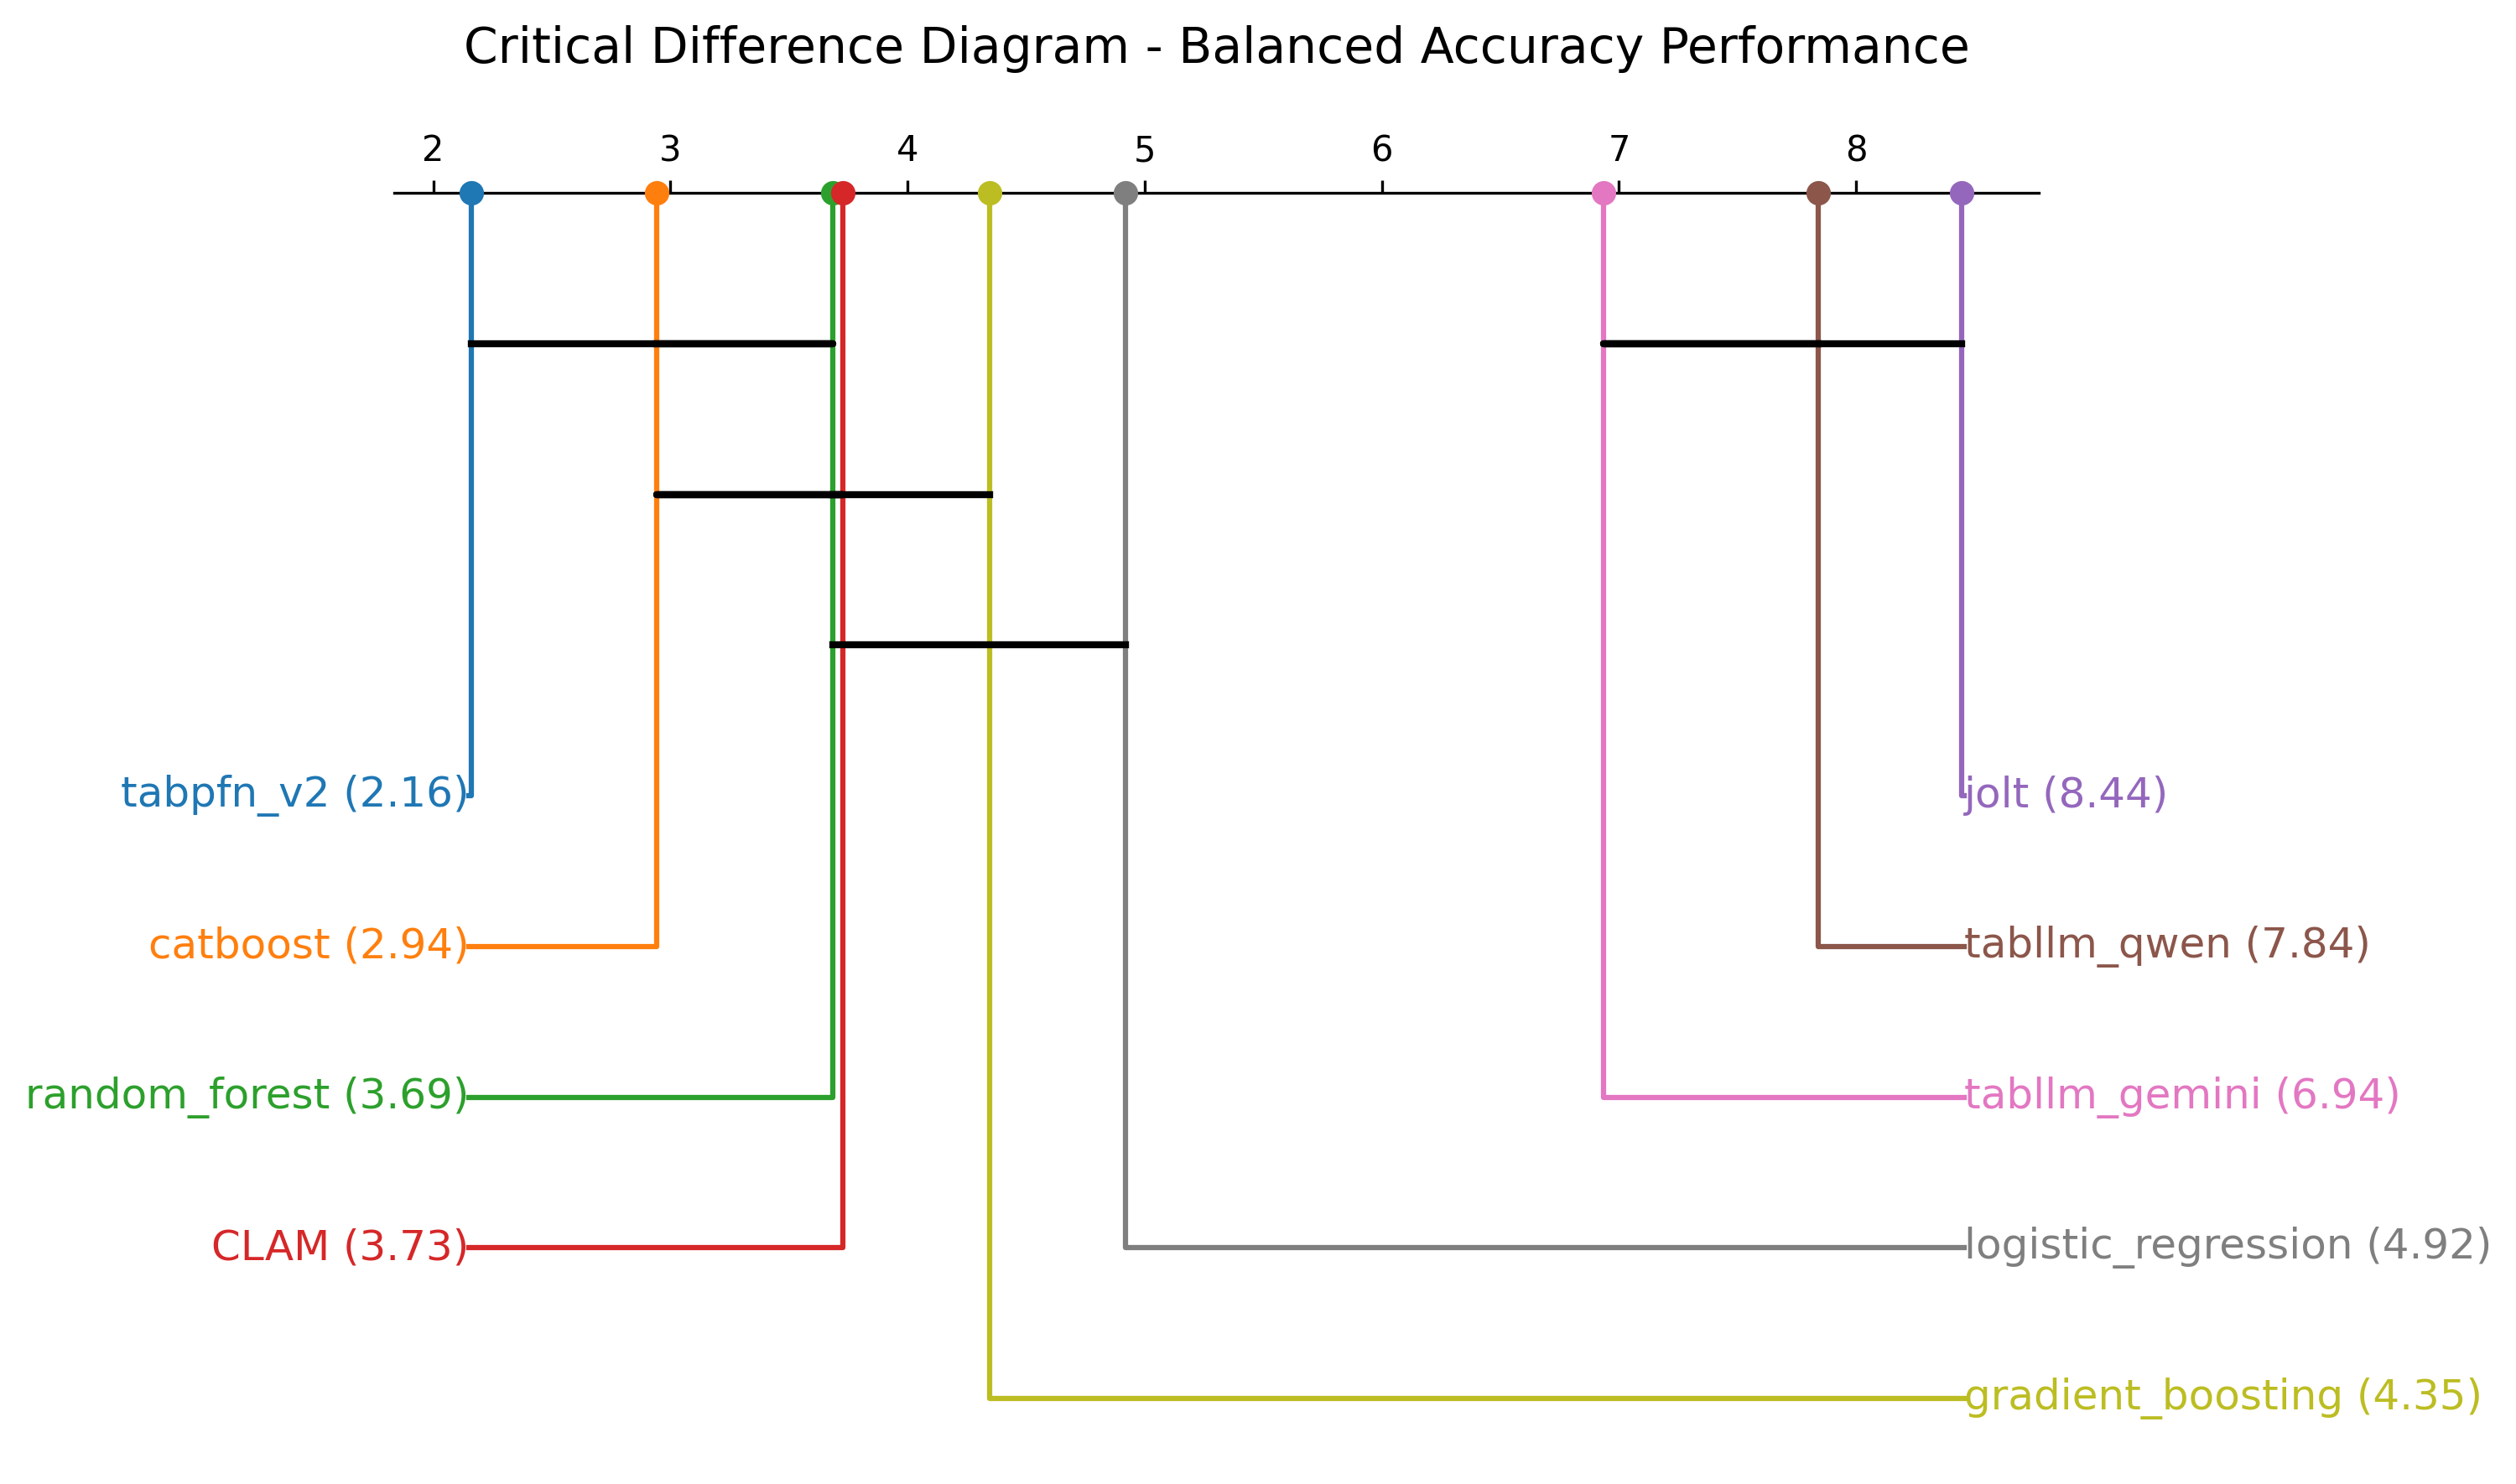 Critical Difference Diagram - Balanced Accuracy Performance
2 3 4 5 6 7 8
tabpfn_v2 (2.16)
jolt (8.44)
catboost (2.94)
tabllm_qwen (7.84)
random_forest (3.69)
tabllm_gemini (6.94)
CLAM (3.73)
logistic_regression (4.92)
gradient_boosting (4.35)